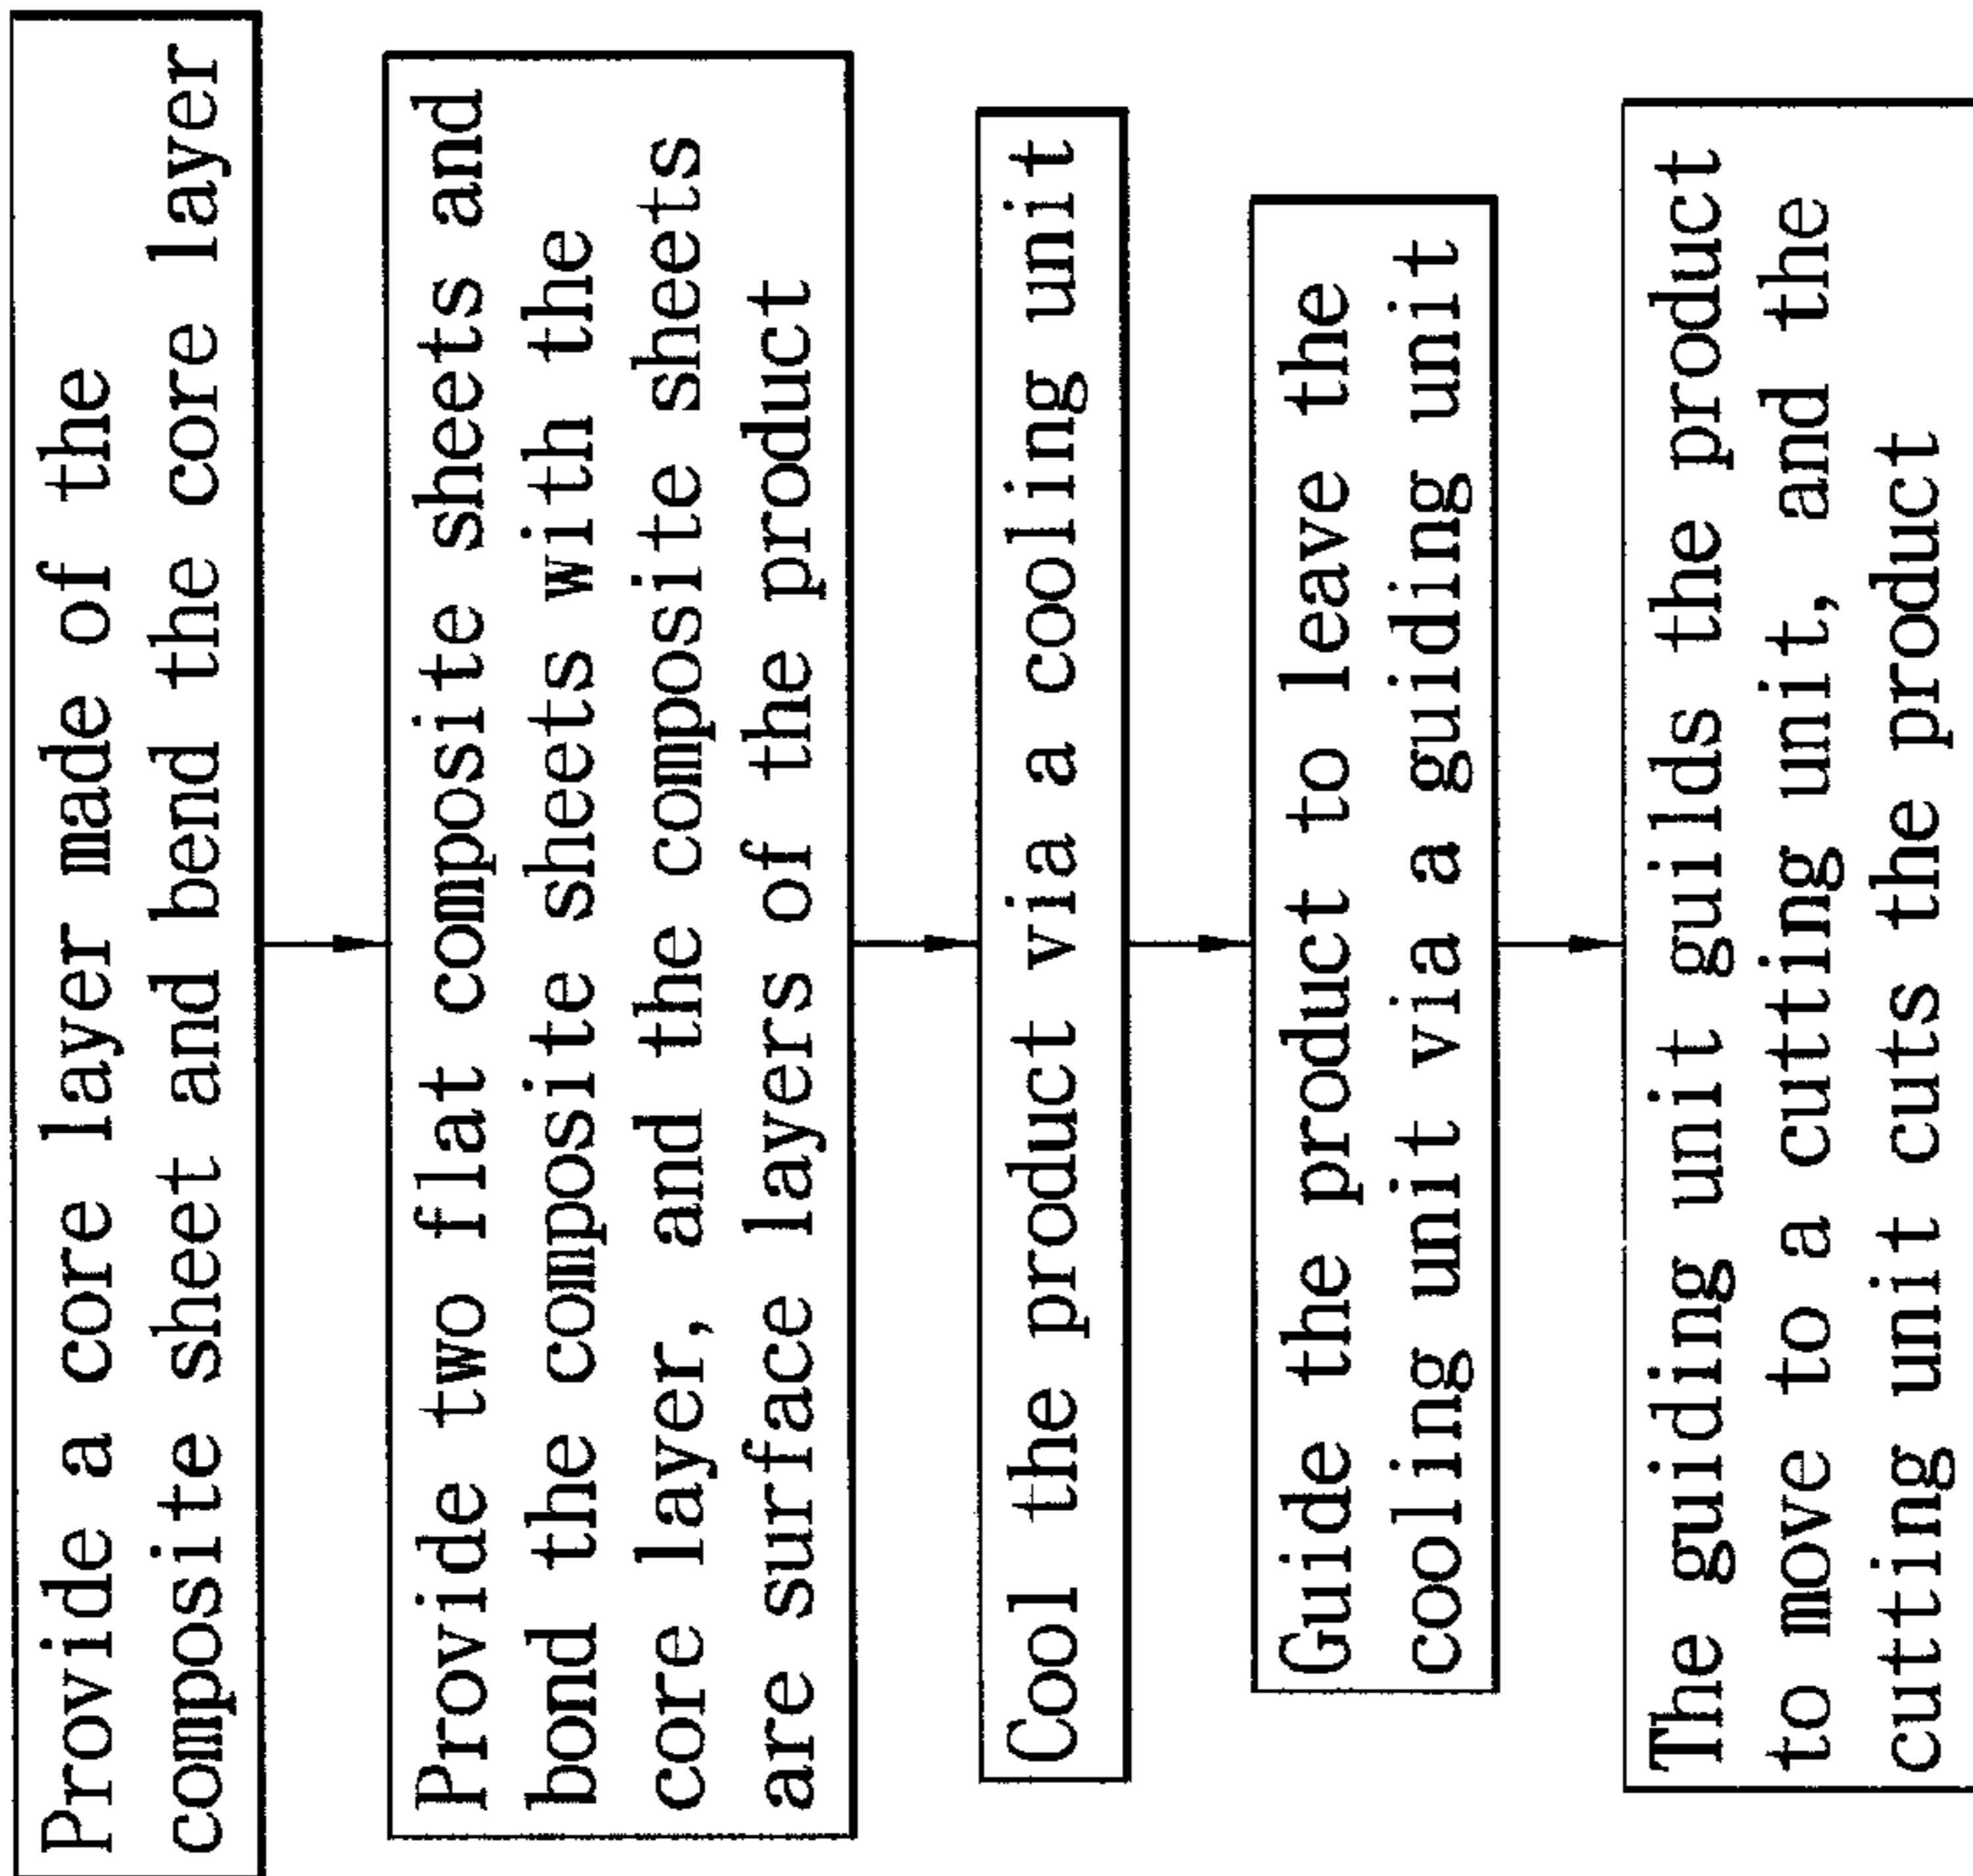 Provide a core layer made of the
composite sheet and bend the core layer
Provide two flat composite sheets and
bond the composite sheets with the
core layer, and the composite sheets
are surface layers of the product
Cool the product via a cooling unit
Guide the product to leave the
cooling unit via a guiding unit
The guiding unit guilds the product
to move to a cutting unit, and the
cutting unit cuts the product